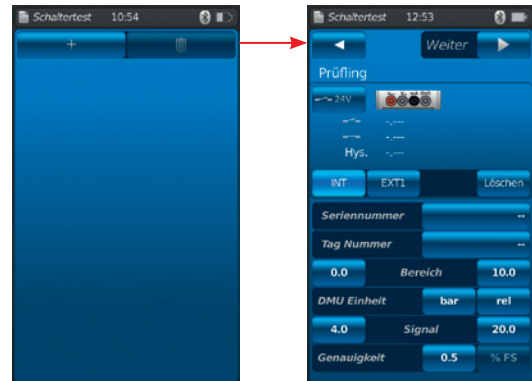 Schaltertest 10:54
+
Schaltertest 12:53
Weiter
Prüfling
24V
-,---
-,---
Hys. -,---
INT EXT1 Löschen
Seriennummer --
Tag Nummer --
0.0 Bereich 10.0
DMU Einheit bar rel
4.0 Signal 20.0
Genauigkeit 0.5 % FS